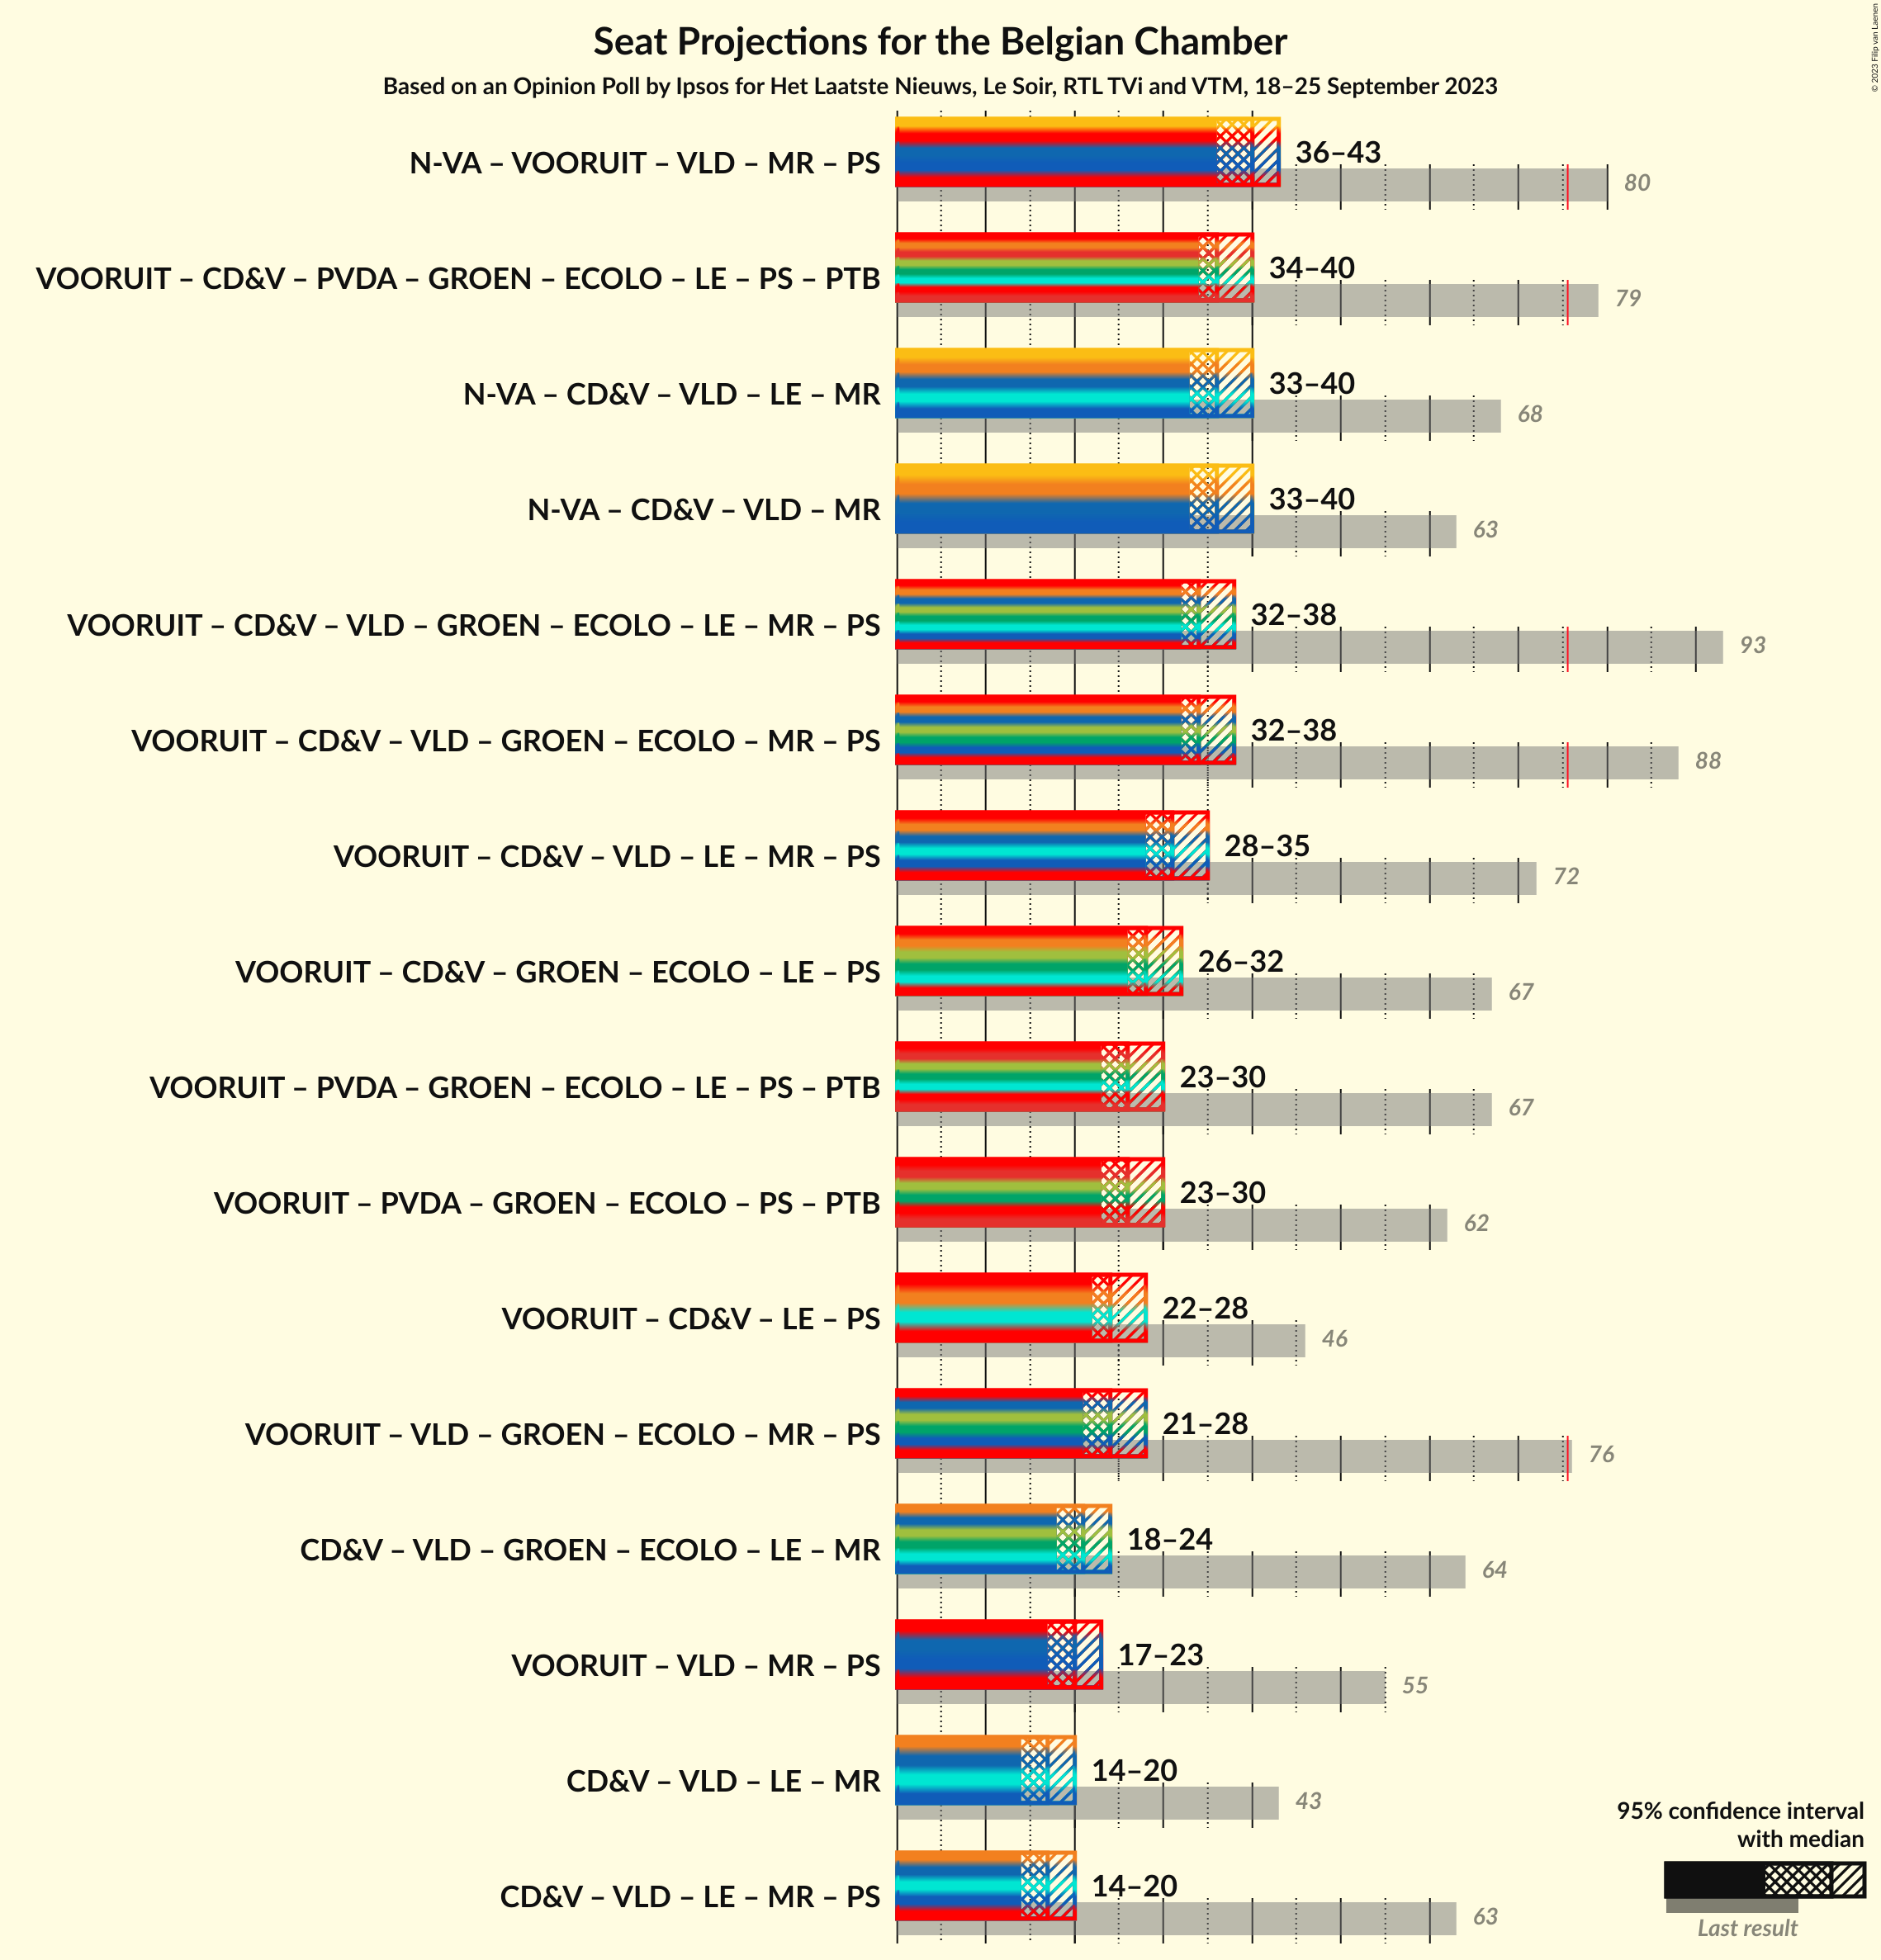 Seat Projections for the Belgian Chamber
Based on an Opinion Poll by Ipsos for Het Laatste Nieuws, Le Soir, RTL TVi and VTM, 18–25 September 2023
© 2023 Filip van Laenen
N-VA – VOORUIT – VLD – MR – PS
36–43
80
VOORUIT – CD&V – PVDA – GROEN – ECOLO – LE – PS – PTB
34–40
79
N-VA – CD&V – VLD – LE – MR
33–40
68
N-VA – CD&V – VLD – MR
33–40
63
VOORUIT – CD&V – VLD – GROEN – ECOLO – LE – MR – PS
32–38
93
VOORUIT – CD&V – VLD – GROEN – ECOLO – MR – PS
32–38
88
VOORUIT – CD&V – VLD – LE – MR – PS
28–35
72
VOORUIT – CD&V – GROEN – ECOLO – LE – PS
26–32
67
VOORUIT – PVDA – GROEN – ECOLO – LE – PS – PTB
23–30
67
VOORUIT – PVDA – GROEN – ECOLO – PS – PTB
23–30
62
VOORUIT – CD&V – LE – PS
22–28
46
VOORUIT – VLD – GROEN – ECOLO – MR – PS
21–28
76
CD&V – VLD – GROEN – ECOLO – LE – MR
18–24
64
VOORUIT – VLD – MR – PS
17–23
55
CD&V – VLD – LE – MR
14–20
43
CD&V – VLD – LE – MR – PS
14–20
63
95% confidence interval
with median
Last result